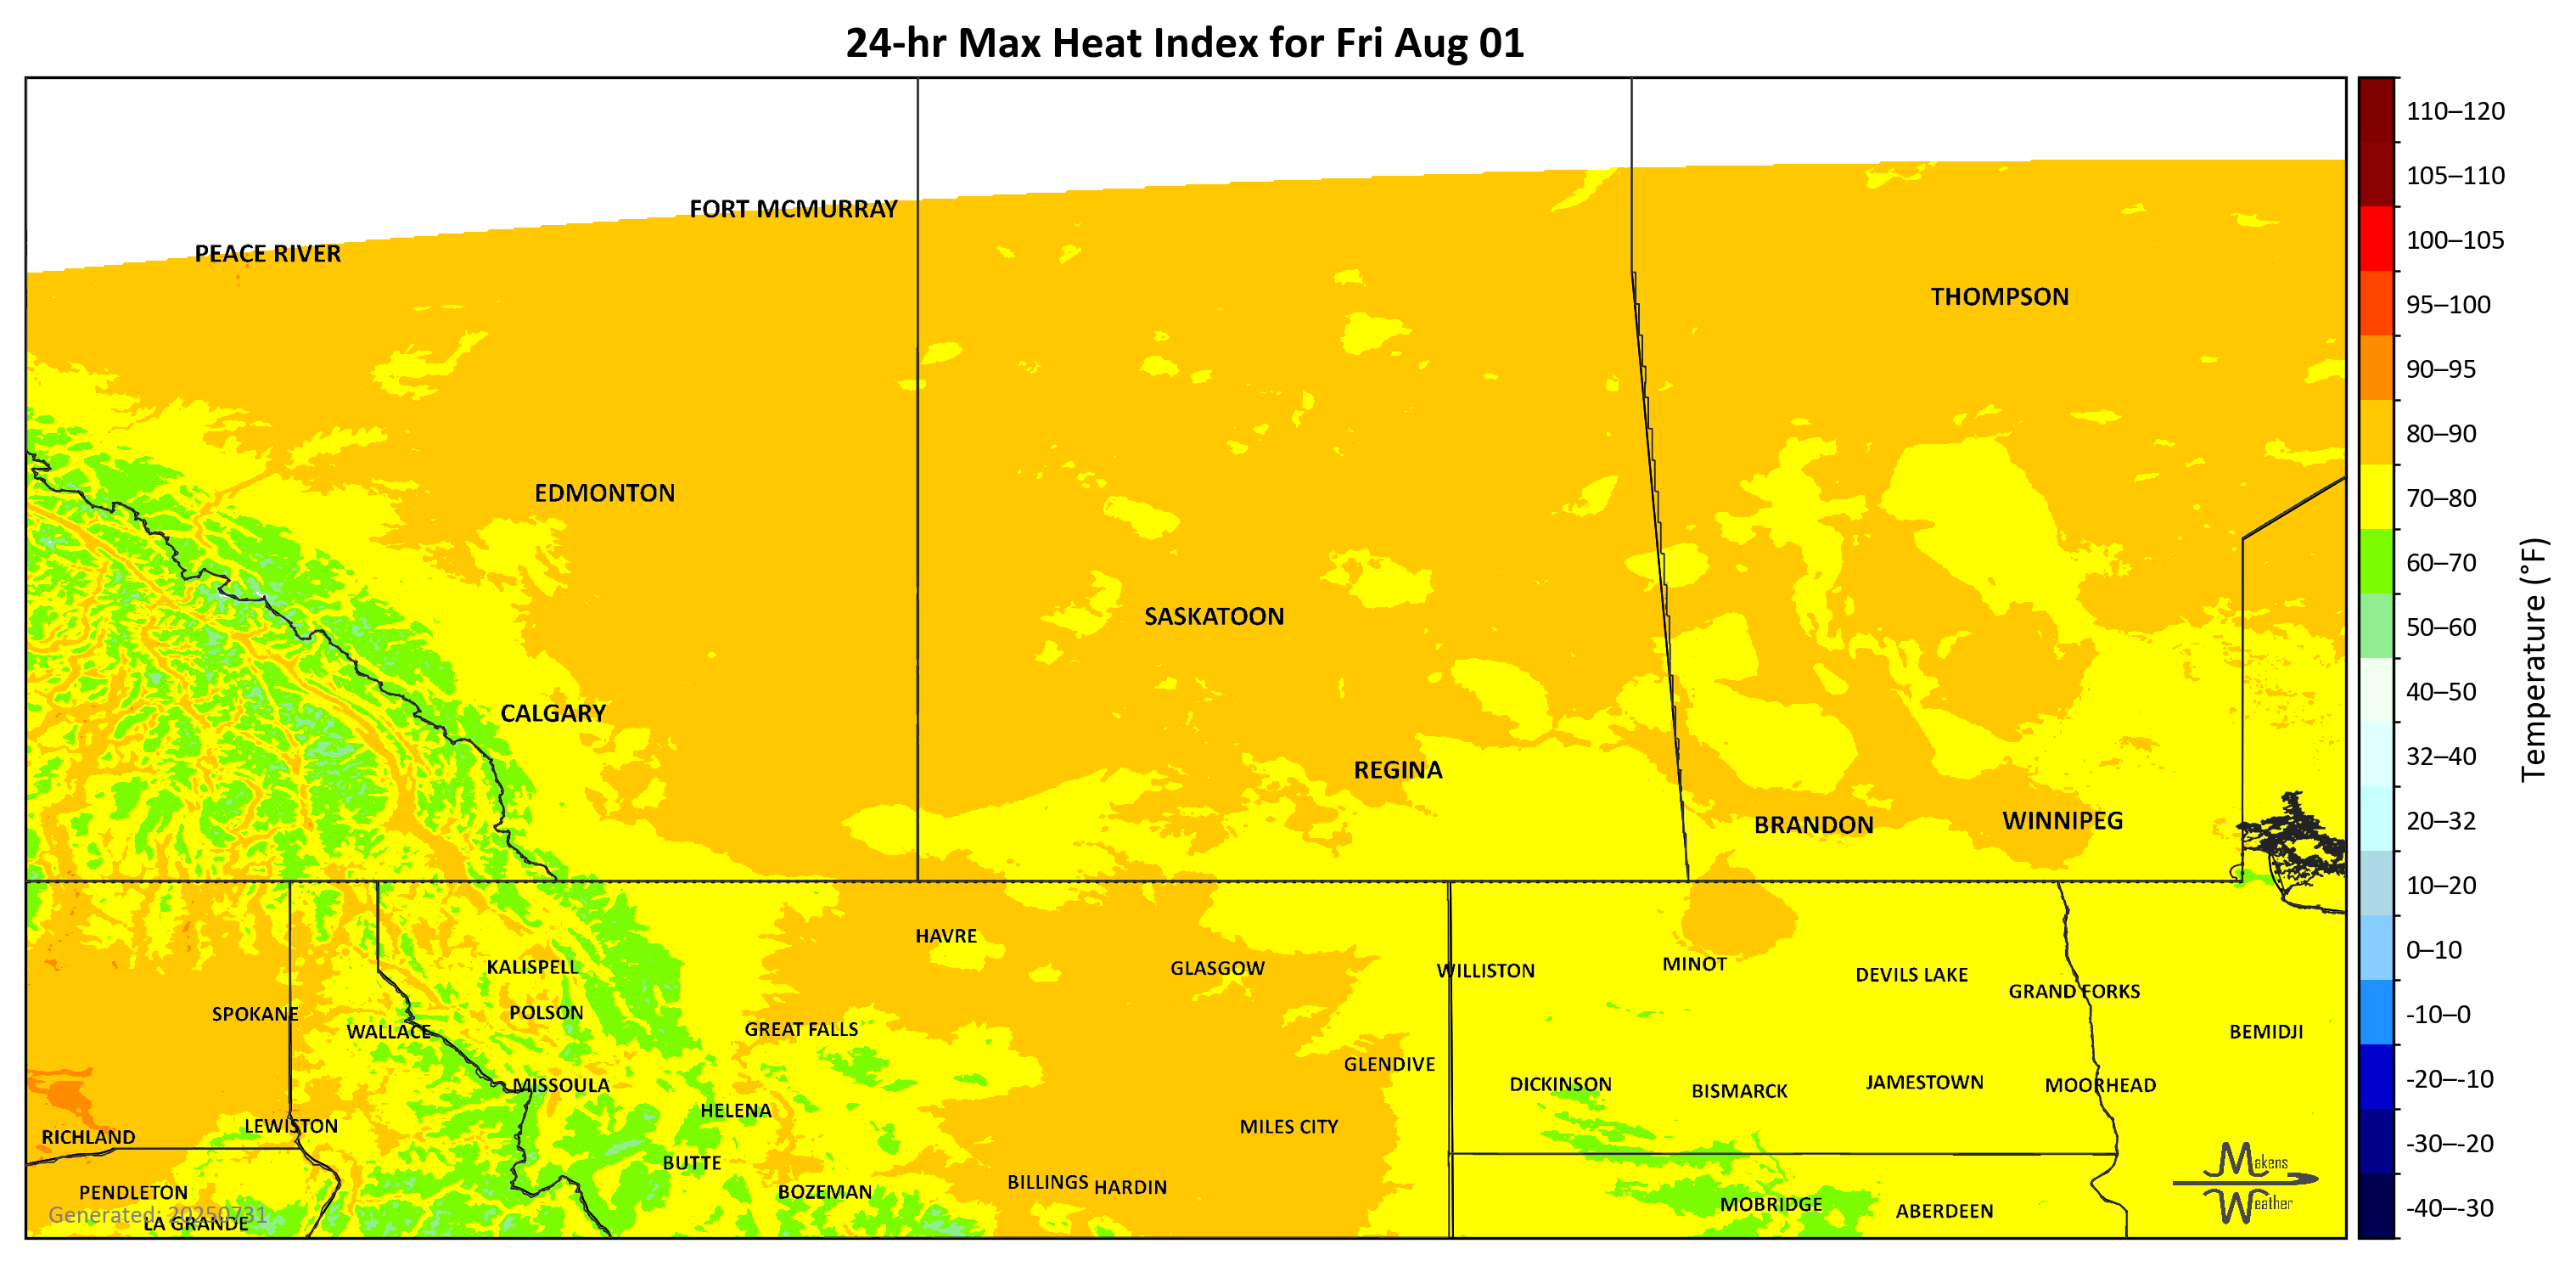 24-hr Max Heat Index for Fri Aug 01
FORT MCMURRAY
PEACE RIVER
THOMPSON
EDMONTON
SASKATOON
CALGARY
REGINA
BRANDON
WINNIPEG
HAVRE
KALISPELL
GLASGOW
WILLISTON
MINOT
DEVILS LAKE
GRAND FORKS
SPOKANE
POLSON
WALLACE
GREAT FALLS
BEMIDJI
GLENDIVE
MISSOULA
DICKINSON
BISMARCK
JAMESTOWN
MOORHEAD
HELENA
LEWISTON
MILES CITY
RICHLAND
BUTTE
PENDLETON
BOZEMAN
BILLINGS
HARDIN
MOBRIDGE
ABERDEEN
Generated: 20250731
LA GRANDE
Makens
Weather
110–120
105–110
100–105
95–100
90–95
80–90
70–80
60–70
50–60
40–50
32–40
20–32
10–20
0–10
-10–0
-20–-10
-30–-20
-40–-30
Temperature (°F)